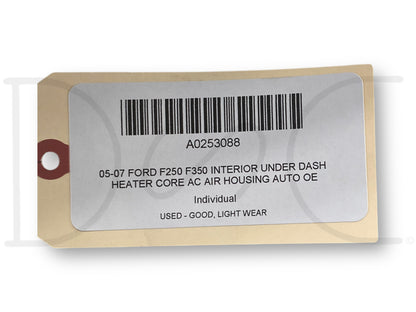 A0253088
05-07 FORD F250 F350 INTERIOR UNDER DASH
HEATER CORE AC AIR HOUSING AUTO OE
Individual
USED - GOOD, LIGHT WEAR